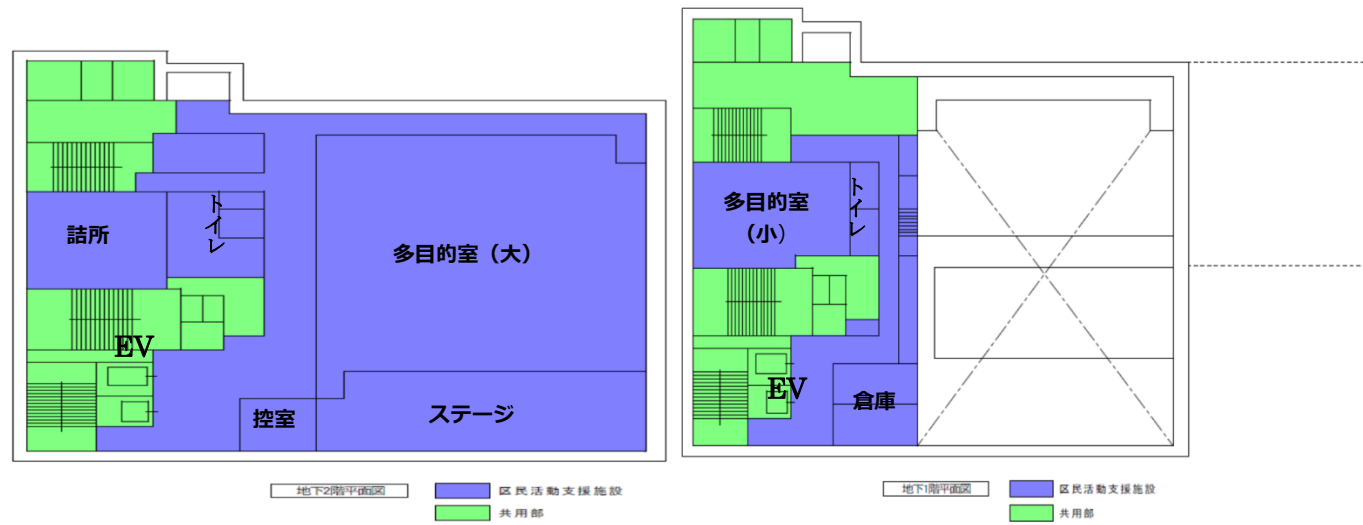 詰所
トイレ
多目的室（大）
EV
控室
ステージ
地下2階平面図
区民活動支援施設
共用部
多目的室
（小）
トイレ
EV
倉庫
地下1階平面図
区民活動支援施設
共用部